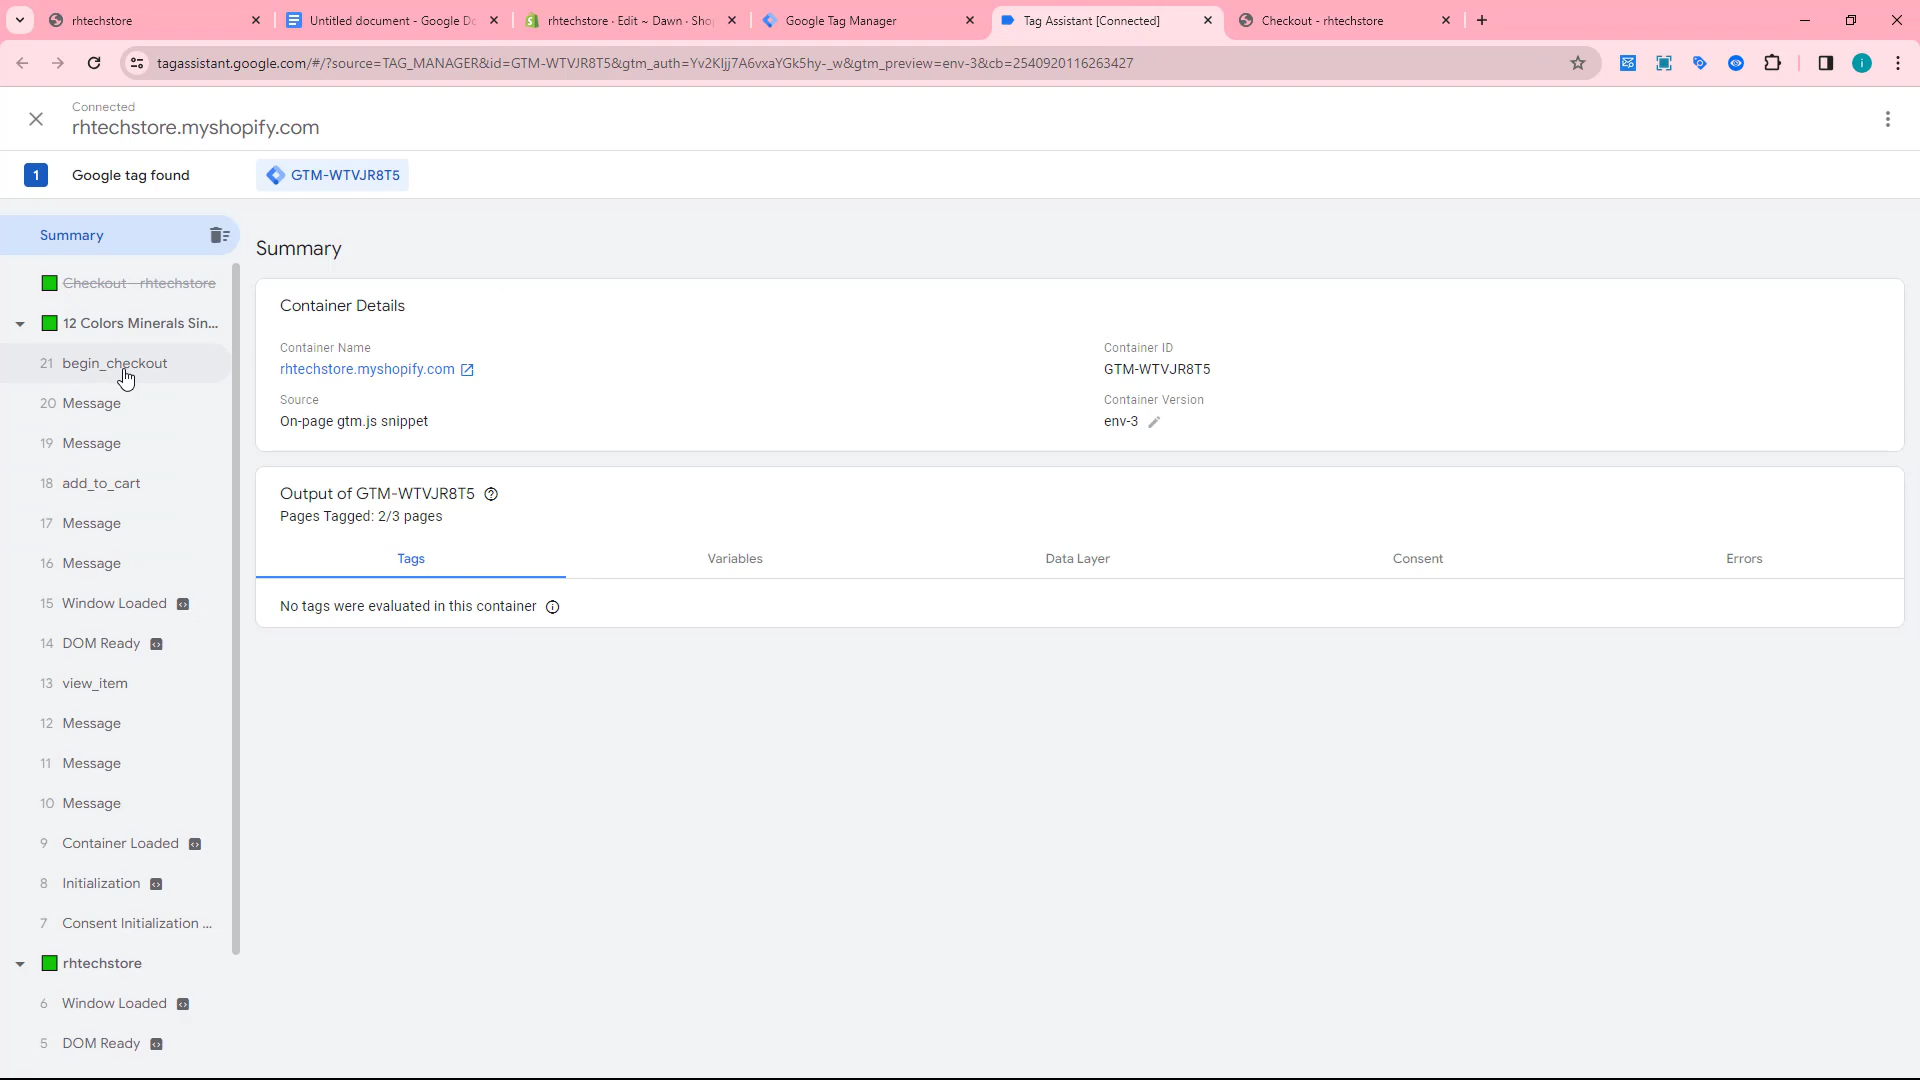 rhtechstore
Untitled document - Google Do
rhtechstore · Edit ~ Dawn · Sho
Google Tag Manager
Tag Assistant [Connected]
Checkout - rhtechstore
tagassistant.google.com/#/?source=TAG_MANAGER&id=GTM-WTVJR8T5&gtm_auth=Yv2KIjj7A6vxaYGk5hy-_w&gtm_preview=env-3&cb=2540920116263427
i
Connected
rhtechstore.myshopify.com
1 Google tag found
GTM-WTVJR8T5
Summary
Checkout - rhtechstore
12 Colors Minerals Sin...
21 begin_checkout
20 Message
19 Message
18 add_to_cart
17 Message
16 Message
15 Window Loaded
14 DOM Ready
13 view_item
12 Message
11 Message
10 Message
9 Container Loaded
8 Initialization
7 Consent Initialization ...
rhtechstore
6 Window Loaded
5 DOM Ready
Summary
Container Details
Container Name
rhtechstore.myshopify.com
Container ID
GTM-WTVJR8T5
Source
On-page gtm.js snippet
Container Version
env-3
Output of GTM-WTVJR8T5
Pages Tagged: 2/3 pages
Tags
Variables
Data Layer
Consent
Errors
No tags were evaluated in this container